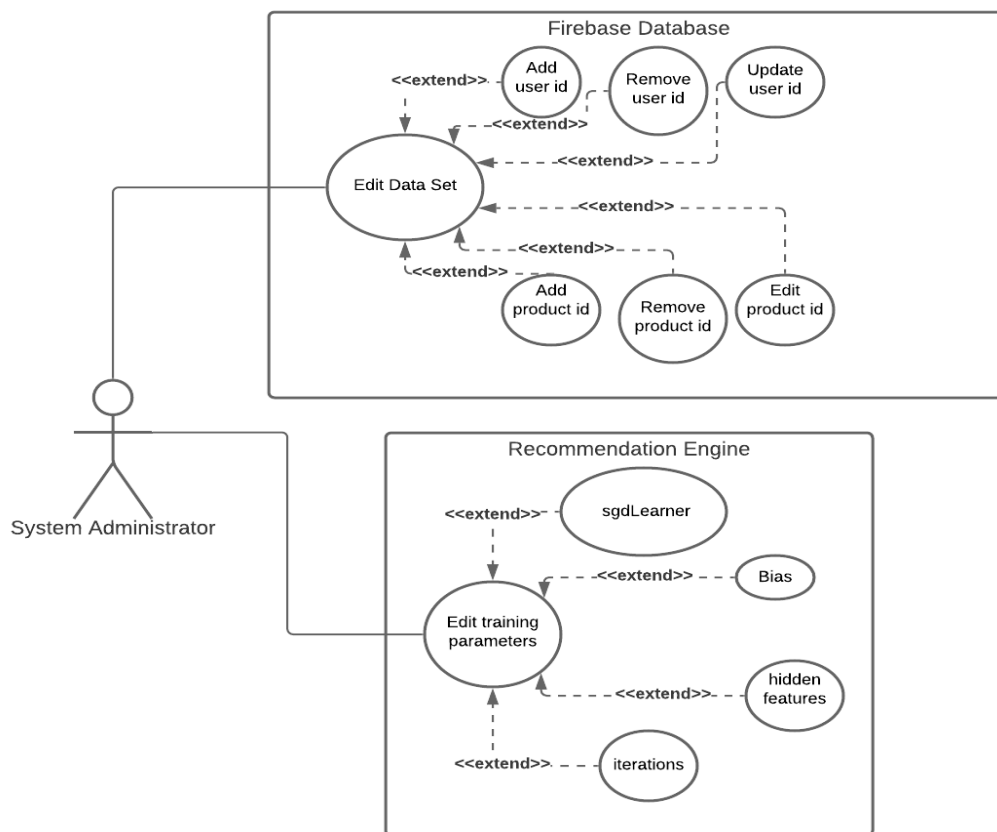 Firebase Database
Add
user id
Remove
user id
Update
user id
<<extend>>
<<extend>>
<<extend>>
Edit Data Set
<<extend>>
<<extend>>
<<extend>>
Add
product id
Remove
product id
Edit
product id
System Administrator
Recommendation Engine
<<extend>>
sgdLearner
<<extend>>
Bias
Edit training
parameters
<<extend>>
hidden
features
<<extend>>
iterations